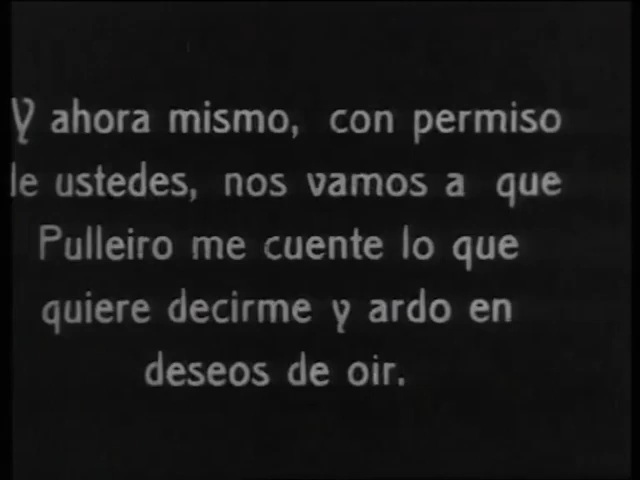 Y ahora mismo, con permiso
de ustedes, nos vamos a que
Pulleiro me cuente lo que
quiere decirme y ardo en
deseos de oir.